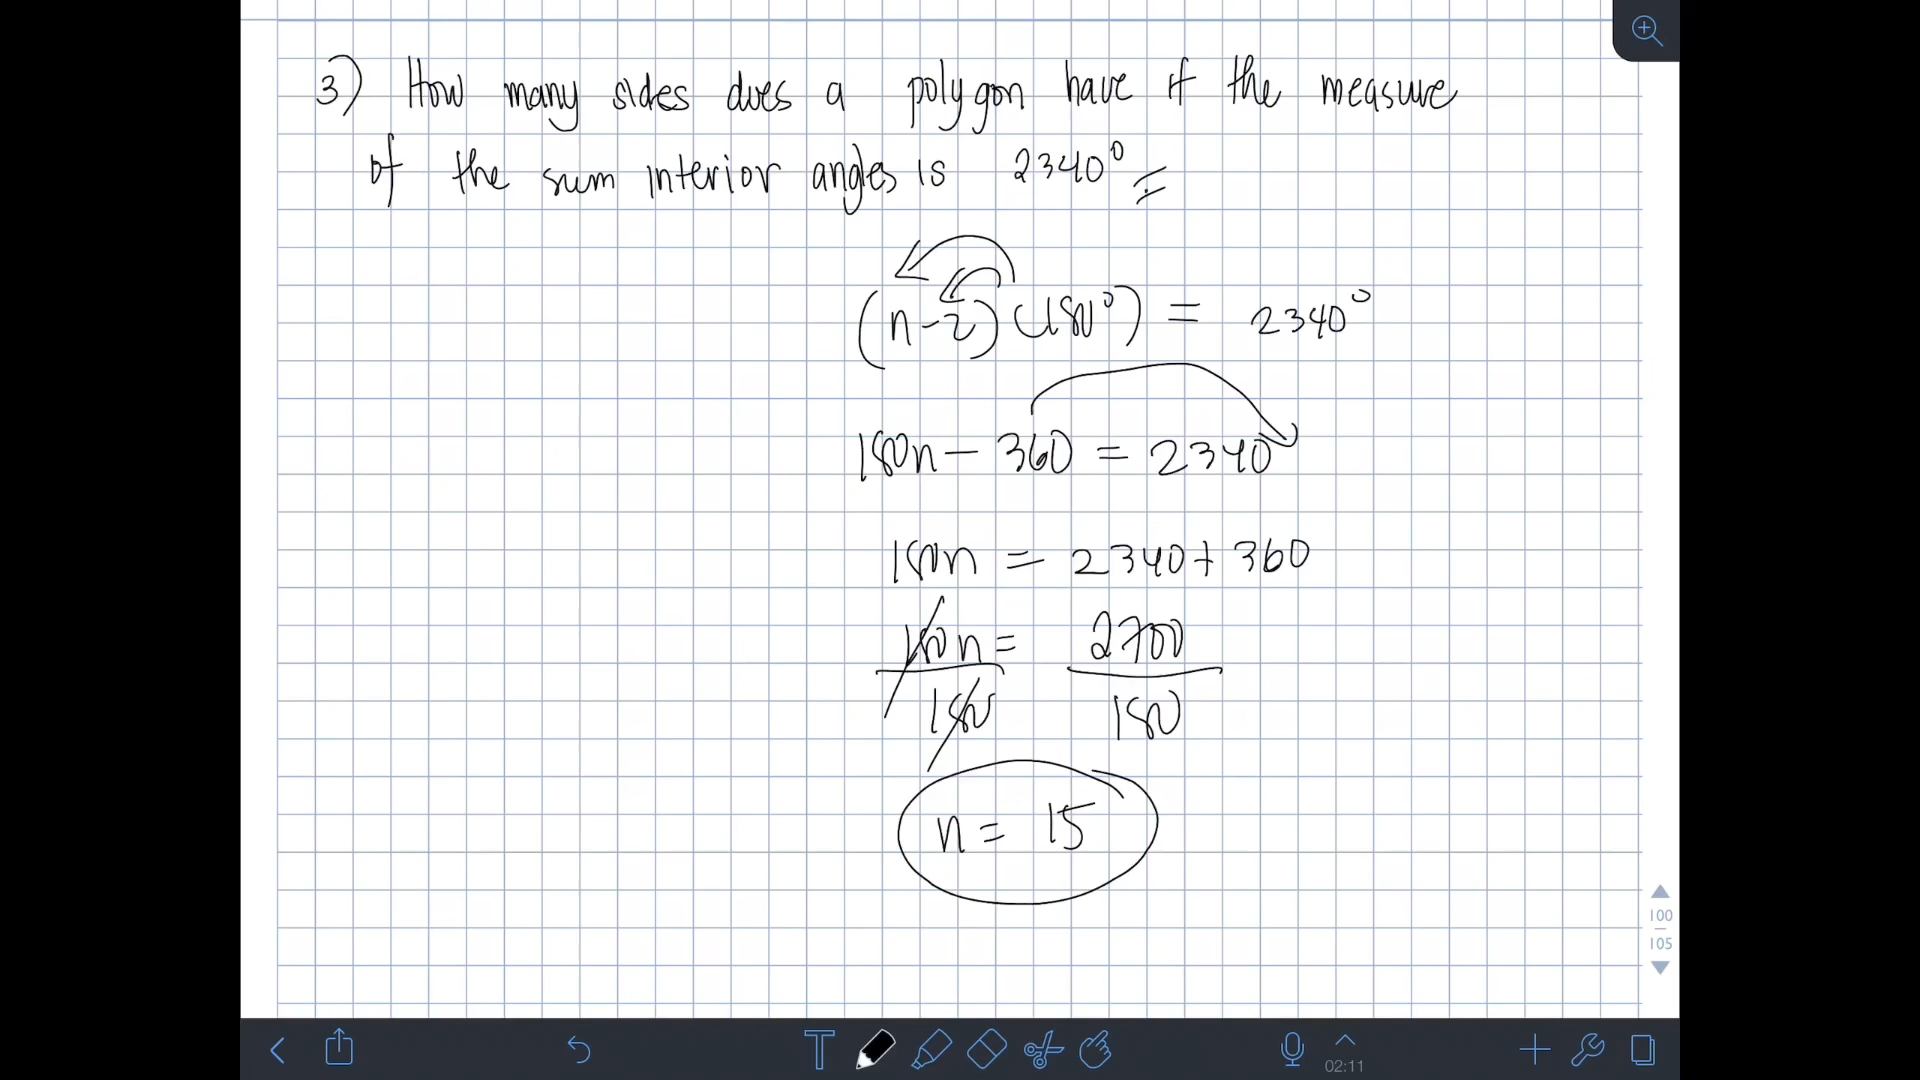 3) How many sides does a polygon have if the measure
of the sum interior angles is 2340° =
(n-2)(180°) = 2340°
180n - 360 = 2340
180n = 2340 + 360
180n = 2700
180 180
n = 15
100
105
T
02:11